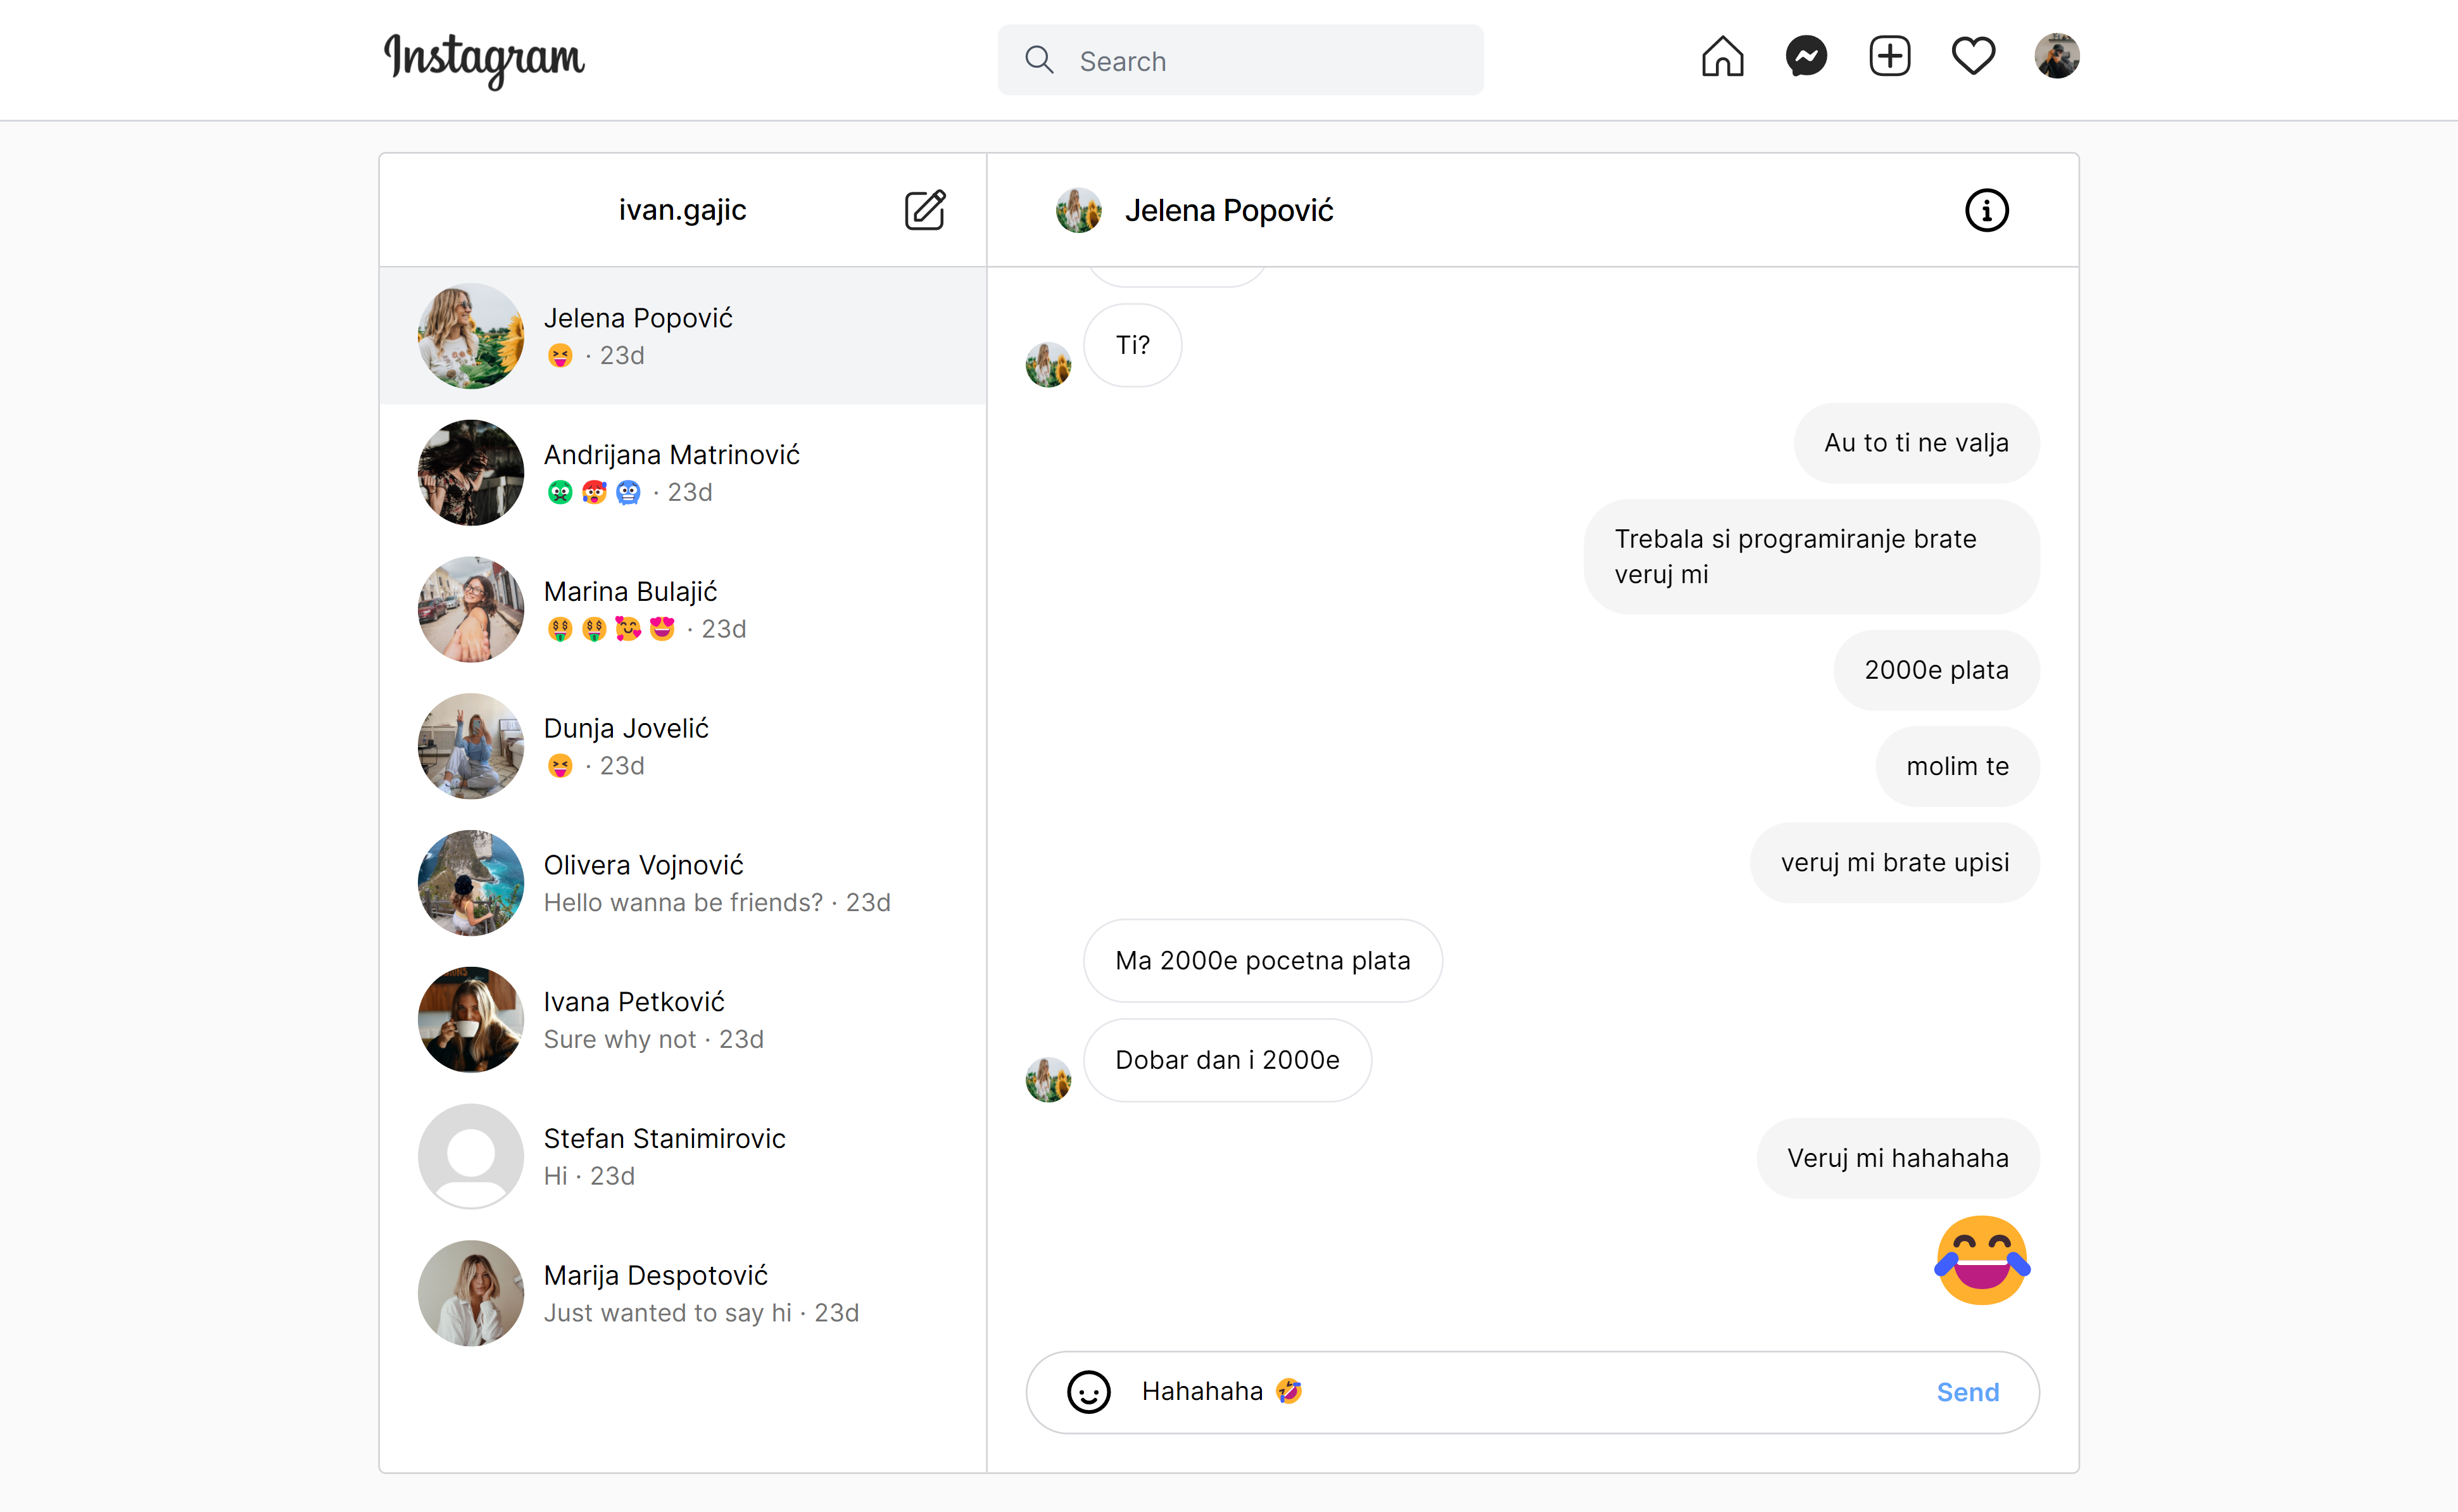 Instagram
Search
ivan.gajic
Jelena Popović
😝 · 23d
Andrijana Matrinović
🤢 🥵 🥶 · 23d
Marina Bulajić
🤑 🤑 🥰 😍 · 23d
Dunja Jovelić
😝 · 23d
Olivera Vojnović
Hello wanna be friends? · 23d
Ivana Petković
Sure why not · 23d
Stefan Stanimirovic
Hi · 23d
Marija Despotović
Just wanted to say hi · 23d
Jelena Popović
Ti?
Au to ti ne valja
Trebala si programiranje brate
veruj mi
2000e plata
molim te
veruj mi brate upisi
Ma 2000e pocetna plata
Dobar dan i 2000e
Veruj mi hahahaha
😂
Hahahaha 🤣
Send